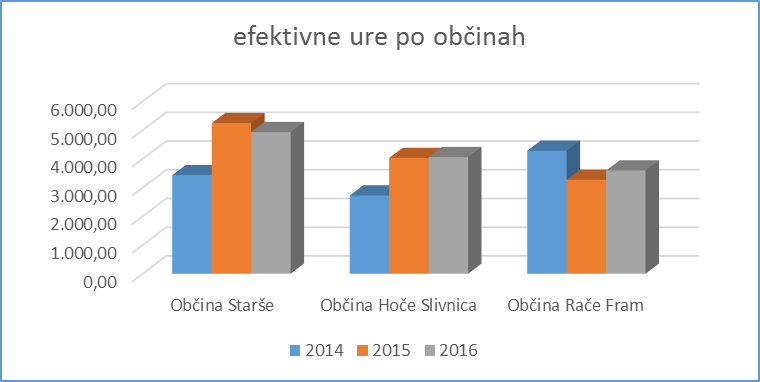 efektivne ure po občinah
6.000,00
5.000,00
4.000,00
3.000,00
2.000,00
1.000,00
0,00
Občina Starše Občina Hoče Slivnica Občina Rače Fram
2014 2015 2016